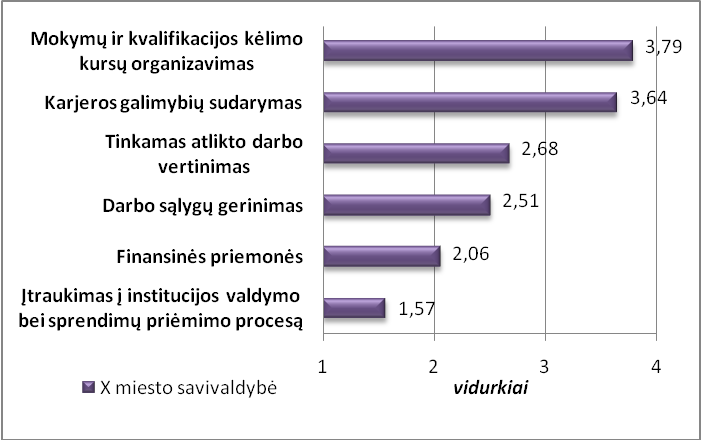 Mokymų ir kvalifikacijos kėlimo
kursų organizavimas
3,79
Karjeros galimybių sudarymas
3,64
Tinkamas atlikto darbo
vertinimas
2,68
Darbo sąlygų gerinimas
2,51
Finansinės priemonės
2,06
Įtraukimas į institucijos valdymo
bei sprendimų priėmimo procesą
1,57
1 2 3 4
X miesto savivaldybė
vidurkiai